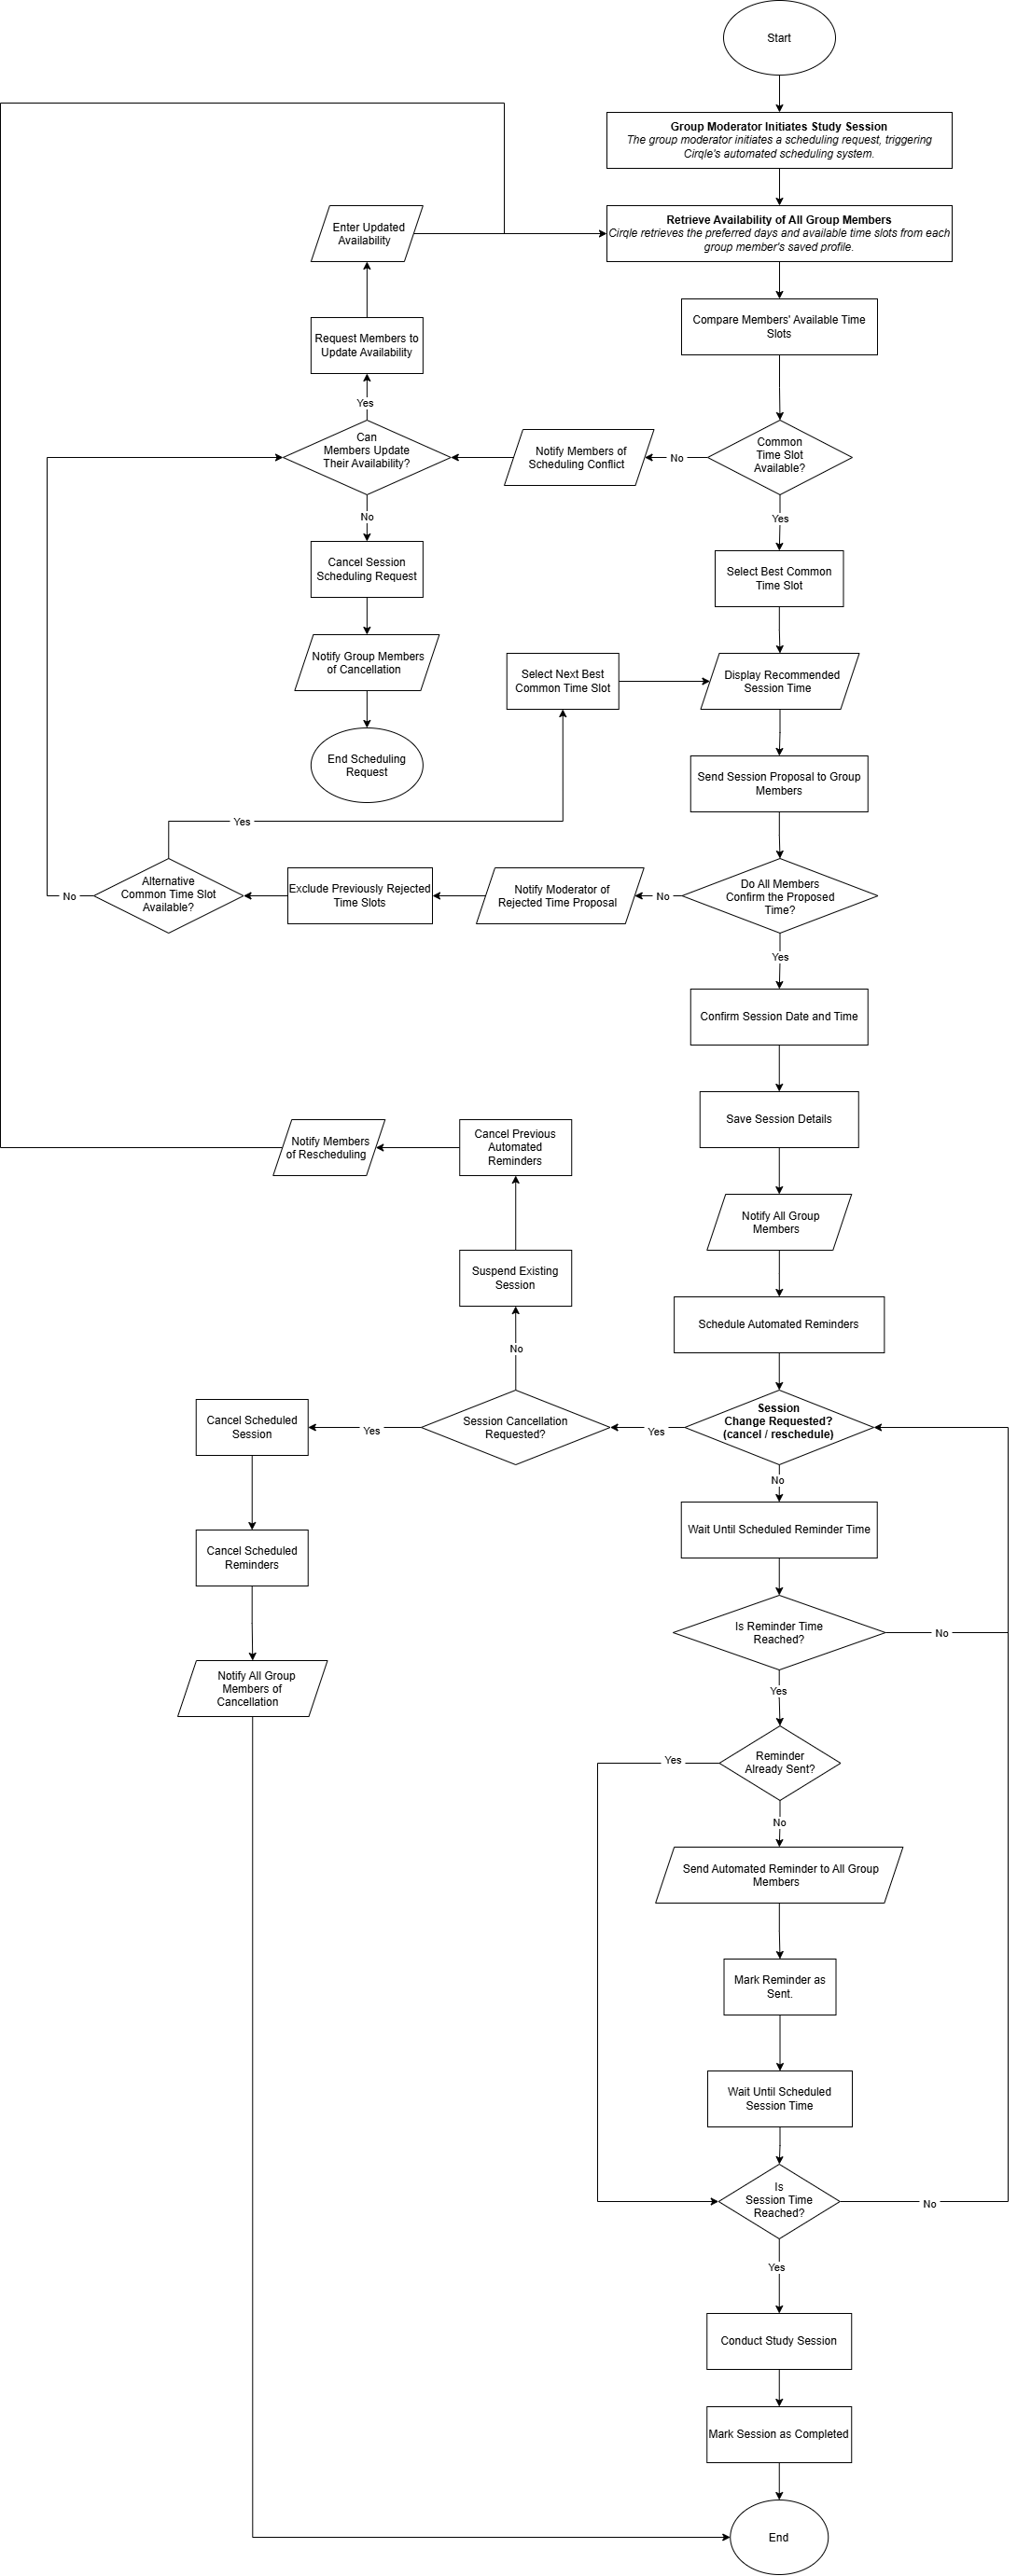 Start
Group Moderator Initiates Study Session
The group moderator initiates a scheduling request, triggering
Cirqle's automated scheduling system.
Retrieve Availability of All Group Members
Cirqle retrieves the preferred days and available time slots from each
group member's saved profile.
Enter Updated
Availability
Compare Members' Available Time
Slots
Request Members to
Update Availability
Yes
Can
Members Update
Their Availability?
Notify Members of
Scheduling Conflict
No
Common
Time Slot
Available?
No
Yes
Cancel Session
Scheduling Request
Select Best Common
Time Slot
Notify Group Members
of Cancellation
Select Next Best
Common Time Slot
Display Recommended
Session Time
End Scheduling
Request
Send Session Proposal to Group
Members
Yes
No
Alternative
Common Time Slot
Available?
Exclude Previously Rejected
Time Slots
Notify Moderator of
Rejected Time Proposal
No
Do All Members
Confirm the Proposed
Time?
Yes
Confirm Session Date and Time
Save Session Details
Notify Members
of Rescheduling
Cancel Previous
Automated
Reminders
Notify All Group
Members
Suspend Existing
Session
Schedule Automated Reminders
No
Cancel Scheduled
Session
Yes
Session Cancellation
Requested?
Yes
Session
Change Requested?
(cancel / reschedule)
No
Wait Until Scheduled Reminder Time
Cancel Scheduled
Reminders
Is Reminder Time
Reached?
No
Notify All Group
Members of
Cancellation
Yes
Yes
Reminder
Already Sent?
No
Send Automated Reminder to All Group
Members
Mark Reminder as
Sent.
Wait Until Scheduled
Session Time
Is
Session Time
Reached?
No
Yes
Conduct Study Session
Mark Session as Completed
End